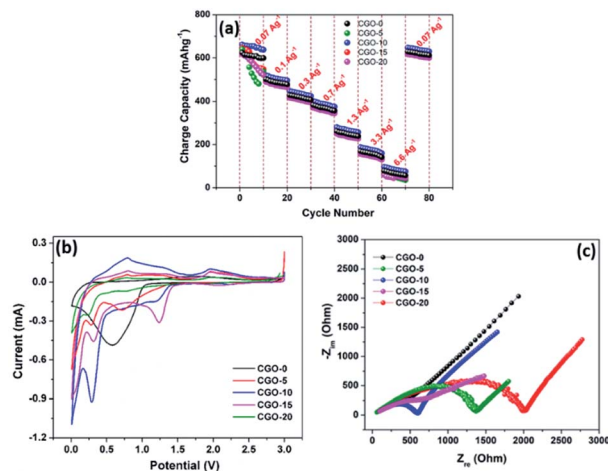 (a)
0.07 Ag⁻¹
0.1 Ag⁻¹
0.3 Ag⁻¹
0.7 Ag⁻¹
1.3 Ag⁻¹
3.3 Ag⁻¹
6.6 Ag⁻¹
0.07 Ag⁻¹
CGO-0
CGO-5
CGO-10
CGO-15
CGO-20
Charge Capacity (mAhg⁻¹)
800
600
400
200
0
0 20 40 60 80
Cycle Number
(b)
Current (mA)
0.3
0.0
-0.3
-0.6
-0.9
-1.2
CGO-0
CGO-5
CGO-10
CGO-15
CGO-20
0.0 0.5 1.0 1.5 2.0 2.5 3.0
Potential (V)
(c)
-Zim (Ohm)
3000
-2500
2000
1500
1000
500
0
CGO-0
CGO-5
CGO-10
CGO-15
CGO-20
0 500 1000 1500 2000 2500 3000
Zre (Ohm)